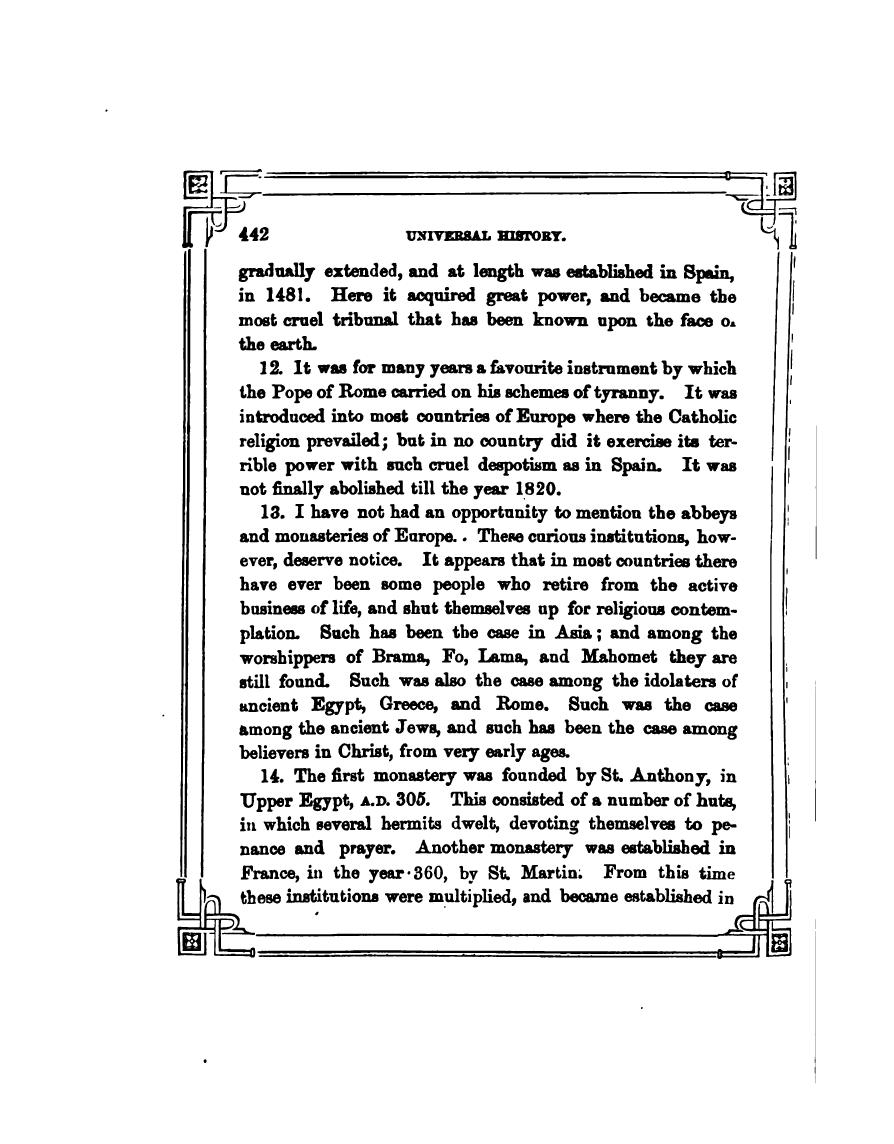 442 UNIVERSAL HISTORY.
gradually extended, and at length was established in Spain,
in 1481. Here it acquired great power, and became the
most cruel tribunal that has been known upon the face o
the earth.
12. It was for many years a favourite instrument by which
the Pope of Rome carried on his schemes of tyranny. It was
introduced into most countries of Europe where the Catholic
religion prevailed; but in no country did it exercise its ter-
rible power with such cruel despotism as in Spain. It was
not finally abolished till the year 1820.
13. I have not had an opportunity to mention the abbeys
and monasteries of Europe. . These curious institutions, how-
ever, deserve notice. It appears that in most countries there
have ever been some people who retire from the active
business of life, and shut themselves up for religious contem-
plation. Such has been the case in Asia; and among the
worshippers of Brama, Fo, Lama, and Mahomet they are
still found. Such was also the case among the idolaters of
ancient Egypt, Greece, and Rome. Such was the case
among the ancient Jews, and such has been the case among
believers in Christ, from very early ages.
14. The first monastery was founded by St. Anthony, in
Upper Egypt, A.D. 305. This consisted of a number of huts,
in which several hermits dwelt, devoting themselves to pe-
nance and prayer. Another monastery was established in
France, in the year 360, by St. Martin. From this time
these institutions were multiplied, and became established in